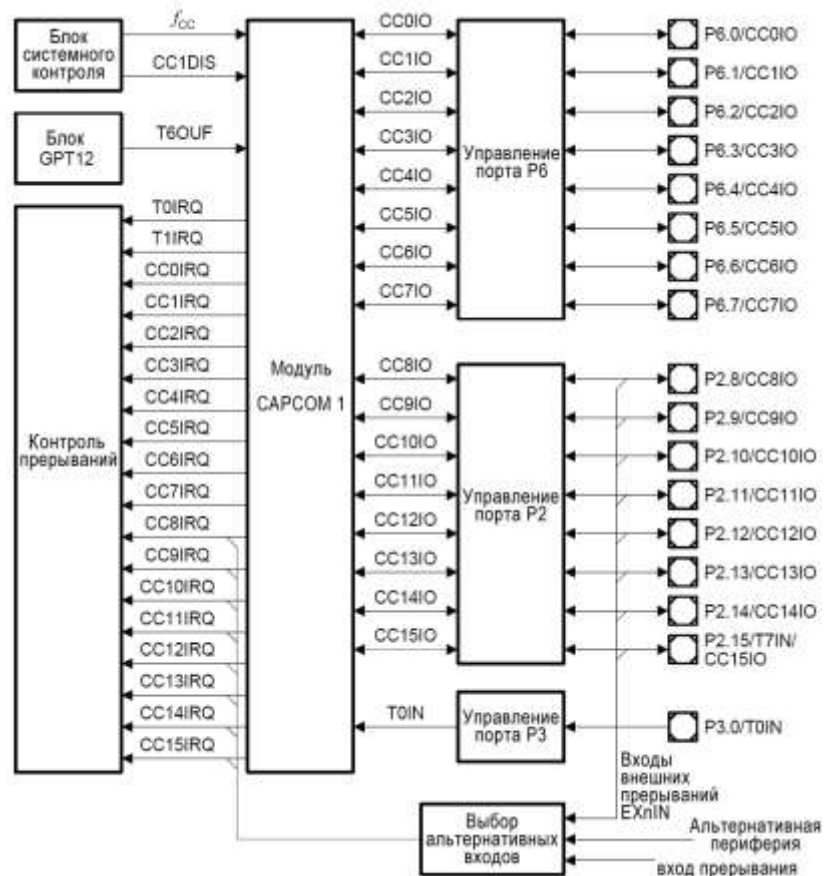 Блок
системного
контроля
fCC
CC1DIS
Блок
GPT12
T6OUF
Контроль
прерываний
T0IRQ
T1IRQ
CC0IRQ
CC1IRQ
CC2IRQ
CC3IRQ
CC4IRQ
CC5IRQ
CC6IRQ
CC7IRQ
CC8IRQ
CC9IRQ
CC10IRQ
CC11IRQ
CC12IRQ
CC13IRQ
CC14IRQ
CC15IRQ
Модуль
CAPCOM 1
CC0IO
CC1IO
CC2IO
CC3IO
CC4IO
CC5IO
CC6IO
CC7IO
CC8IO
CC9IO
CC10IO
CC11IO
CC12IO
CC13IO
CC14IO
CC15IO
T0IN
Управление
порта P6
Управление
порта P2
Управление
порта P3
P6.0/CC0IO
P6.1/CC1IO
P6.2/CC2IO
P6.3/CC3IO
P6.4/CC4IO
P6.5/CC5IO
P6.6/CC6IO
P6.7/CC7IO
P2.8/CC8IO
P2.9/CC9IO
P2.10/CC10IO
P2.11/CC11IO
P2.12/CC12IO
P2.13/CC13IO
P2.14/CC14IO
P2.15/T7IN/
CC15IO
P3.0/T0IN
Входы
внешних
прерываний
EXnIN
Выбор
альтернативных
входов
Альтернативная
периферия
вход прерывания